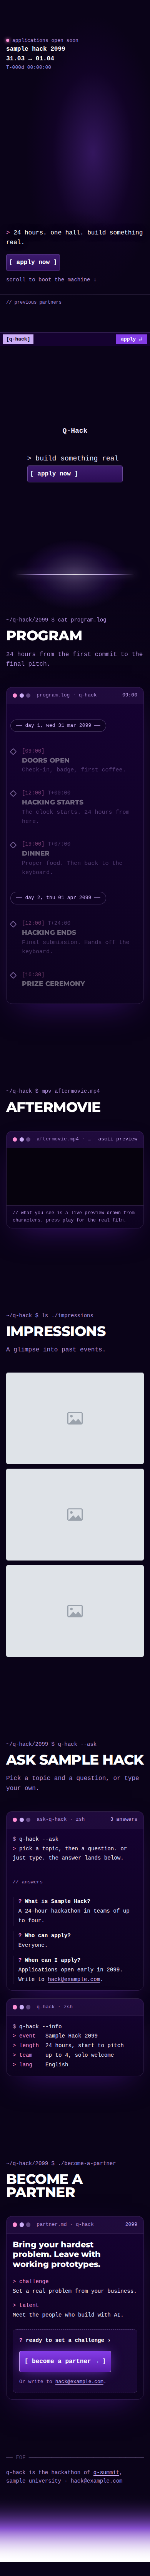 applications open soon
sample hack 2099
31.03 → 01.04
T-000d 00:00:00
> 24 hours. one hall. build something
real.
[ apply now ]
scroll to boot the machine ↓
// previous partners
[q-hack]
apply ↲
Q-Hack
> build something real_
[ apply now ]
~/q-hack/2099 $ cat program.log
PROGRAM
24 hours from the first commit to the
final pitch.
program.log - q-hack
09:00
── day 1, wed 31 mar 2099 ──
[09:00]
DOORS OPEN
Check-in, badge, first coffee.
[12:00] T+00:00
HACKING STARTS
The clock starts. 24 hours from
here.
[19:00] T+07:00
DINNER
Proper food. Then back to the
keyboard.
── day 2, thu 01 apr 2099 ──
[12:00] T+24:00
HACKING ENDS
Final submission. Hands off the
keyboard.
[16:30]
PRIZE CEREMONY
~/q-hack/2099 $ mpv aftermovie.mp4
AFTERMOVIE
aftermovie.mp4 - …
ascii preview
// what you see is a live preview drawn from
characters. press play for the real film.
~/q-hack/2099 $ ls ./impressions
IMPRESSIONS
A glimpse into past events.
~/q-hack/2099 $ q-hack --ask
ASK SAMPLE HACK
Pick a topic and a question, or type
your own.
ask-q-hack - zsh
3 answers
$ q-hack --ask
> pick a topic, then a question. or
just type. the answer lands below.
// answers
? What is Sample Hack?
A 24-hour hackathon in teams of up
to four.
? Who can apply?
Everyone.
? When can I apply?
Applications open early in 2099.
Write to hack@example.com.
q-hack - zsh
$ q-hack --info
> event Sample Hack 2099
> length 24 hours, start to pitch
> team up to 4, solo welcome
> lang English
~/q-hack/2099 $ ./become-a-partner
BECOME A
PARTNER
partner.md - q-hack
2099
Bring your hardest
problem. Leave with
working prototypes.
> challenge
Set a real problem from your business.
> talent
Meet the people who build with AI.
? ready to set a challenge ›
[ become a partner → ]
Or write to hack@example.com.
EOF
q-hack is the hackathon of q-summit,
sample university · hack@example.com